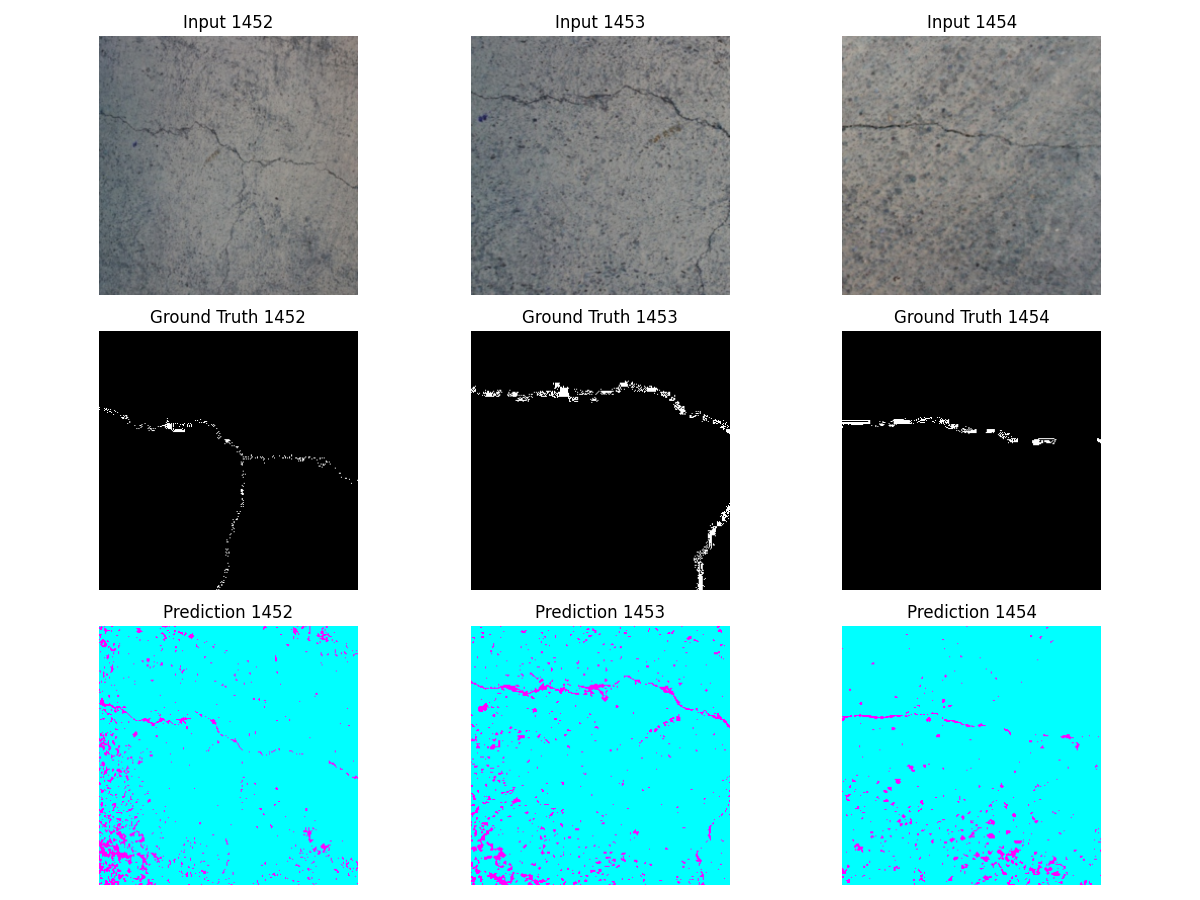 Input 1452
Input 1453
Input 1454
Ground Truth 1452
Ground Truth 1453
Ground Truth 1454
Prediction 1452
Prediction 1453
Prediction 1454